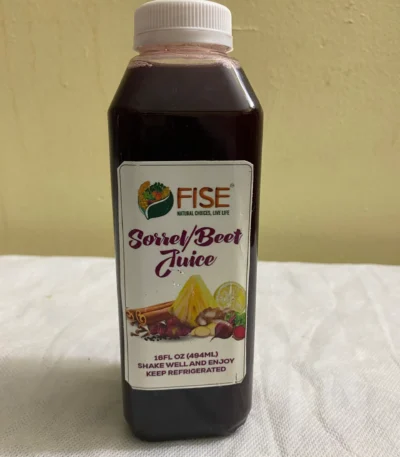 FISE
NATURAL CHOICES, LIVE LIFE
Sorrel/Beet
Juice
16FL OZ (494ML)
SHAKE WELL AND ENJOY
KEEP REFRIGERATED